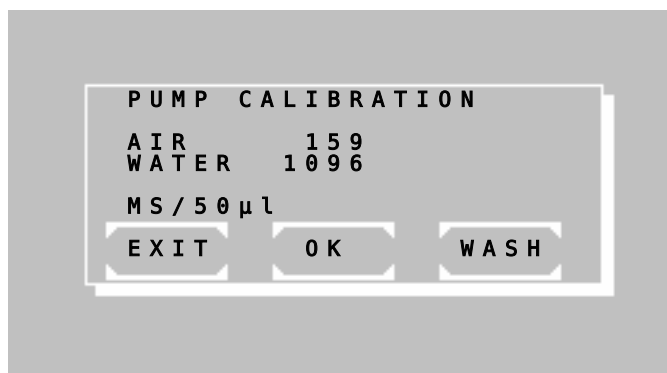 PUMP CALIBRATION
AIR 159
WATER 1096
MS/50µl
EXIT OK WASH